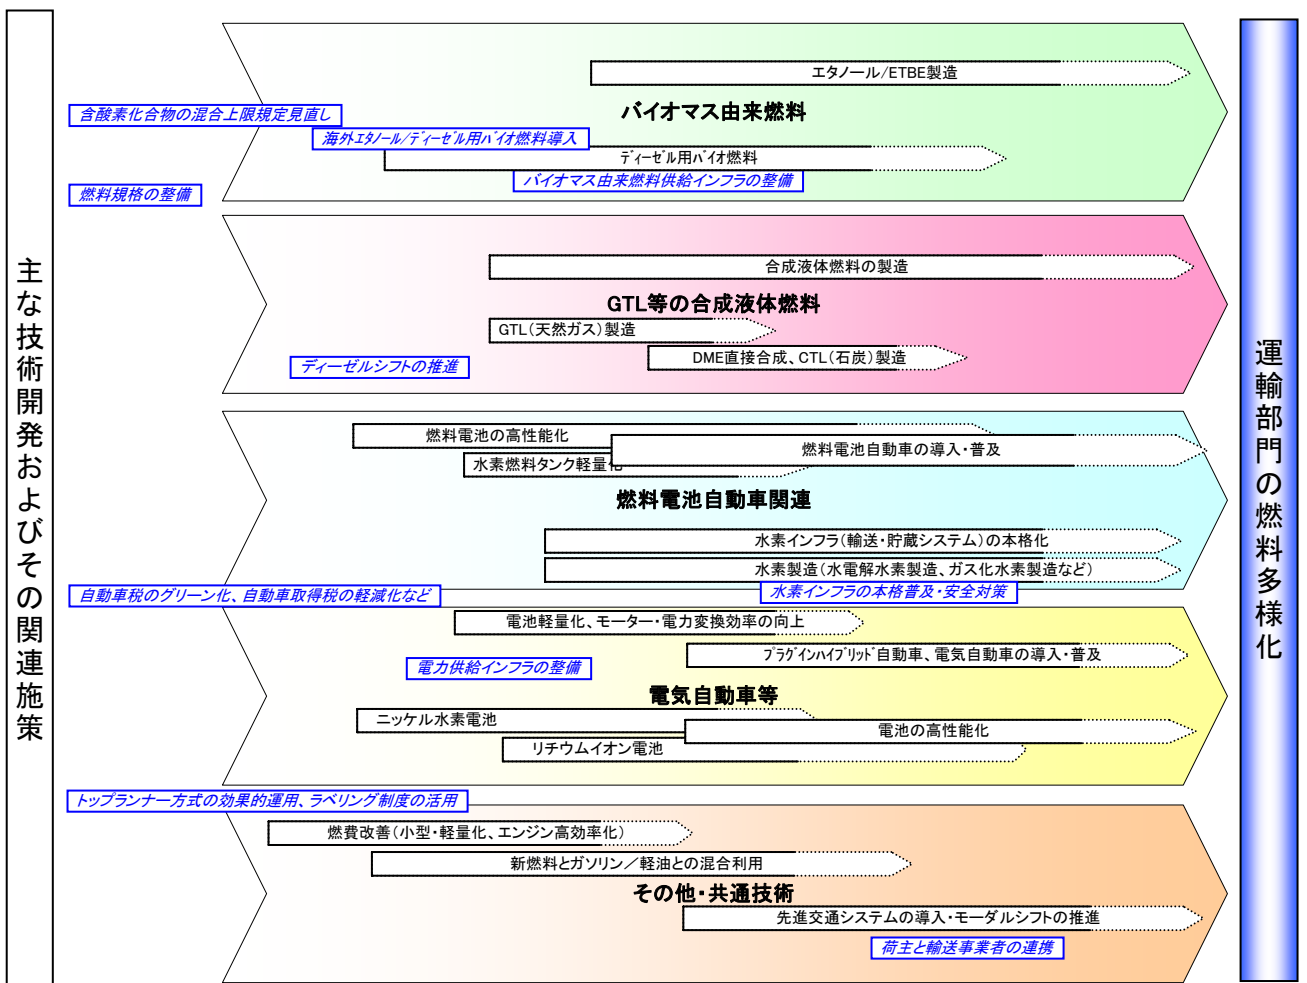 主な技術開発およびその関連施策
エタノール/ETBE製造
含酸素化合物の混合上限規定見直し
バイオマス由来燃料
海外エタノール/ディーゼル用バイオ燃料導入
ディーゼル用バイオ燃料
バイオマス由来燃料供給インフラの整備
燃料規格の整備
合成液体燃料の製造
GTL等の合成液体燃料
GTL(天然ガス)製造
DME直接合成、CTL(石炭)製造
ディーゼルシフトの推進
燃料電池の高性能化
燃料電池自動車の導入・普及
水素燃料タンク軽量化
燃料電池自動車関連
水素インフラ(輸送・貯蔵システム)の本格化
水素製造(水電解水素製造、ガス化水素製造など)
自動車税のグリーン化、自動車取得税の軽減化など
水素インフラの本格普及・安全対策
電池軽量化、モーター・電力変換効率の向上
プラグインハイブリッド自動車、電気自動車の導入・普及
電力供給インフラの整備
電気自動車等
ニッケル水素電池
電池の高性能化
リチウムイオン電池
トップランナー方式の効果的運用、ラベリング制度の活用
燃費改善(小型・軽量化、エンジン高効率化)
新燃料とガソリン/軽油との混合利用
その他・共通技術
先進交通システムの導入・モーダルシフトの推進
荷主と輸送事業者の連携
運輸部門の燃料多様化